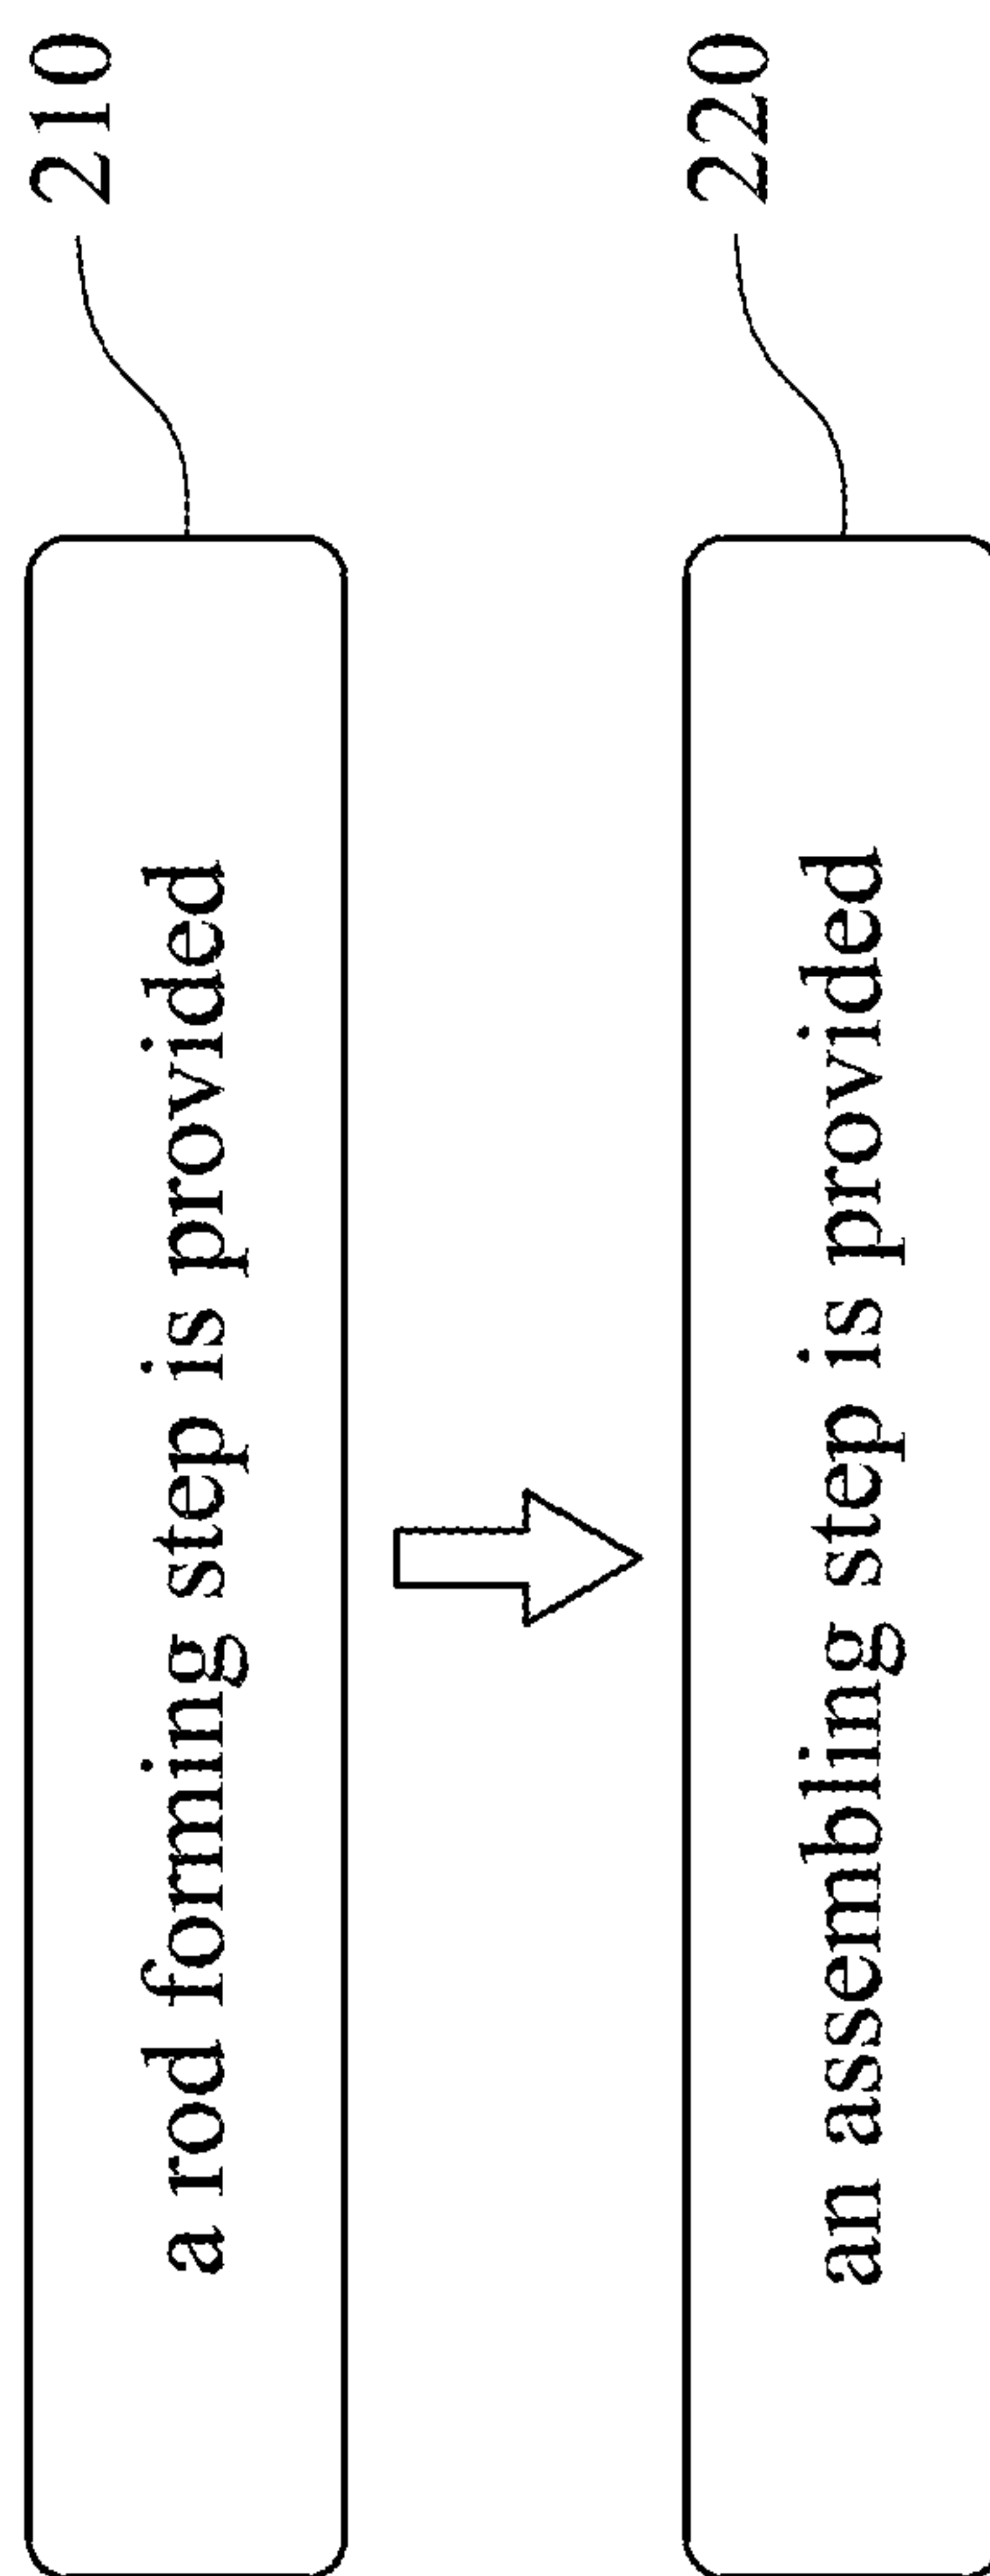 a rod forming step is provided
210
an assembling step is provided
220